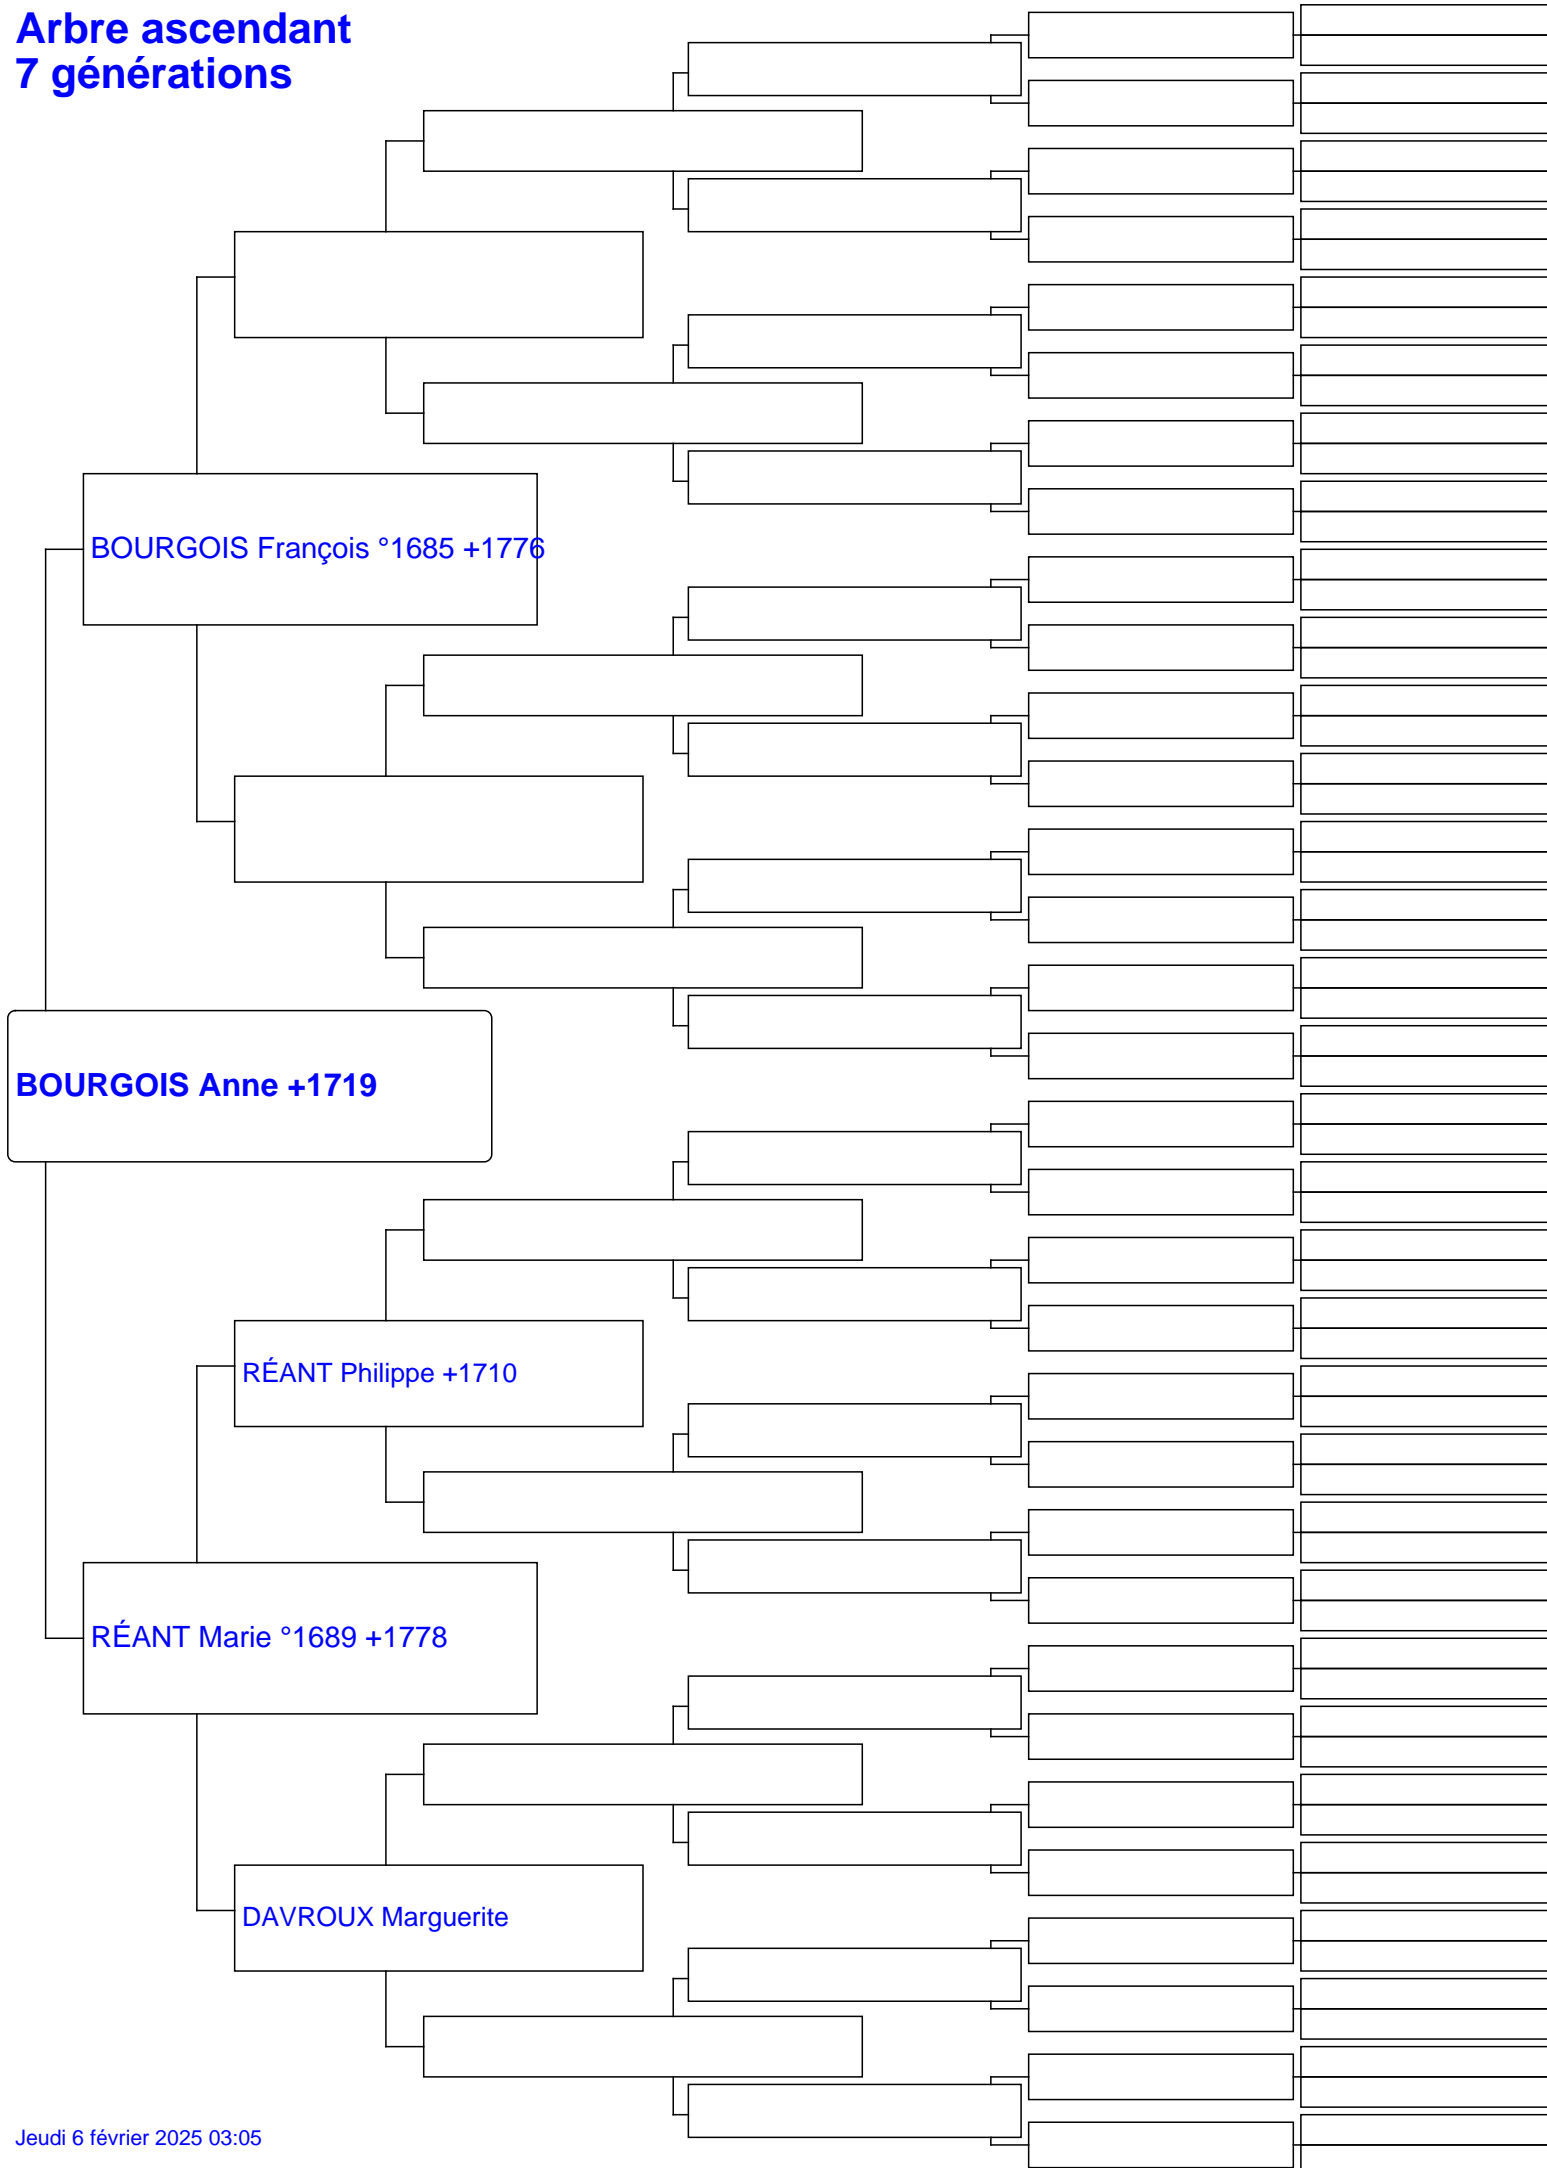 Arbre ascendant
7 générations
BOURGOIS François °1685 +1776
BOURGOIS Anne +1719
RÉANT Philippe +1710
RÉANT Marie °1689 +1778
DAVROUX Marguerite
Jeudi 6 février 2025 03:05